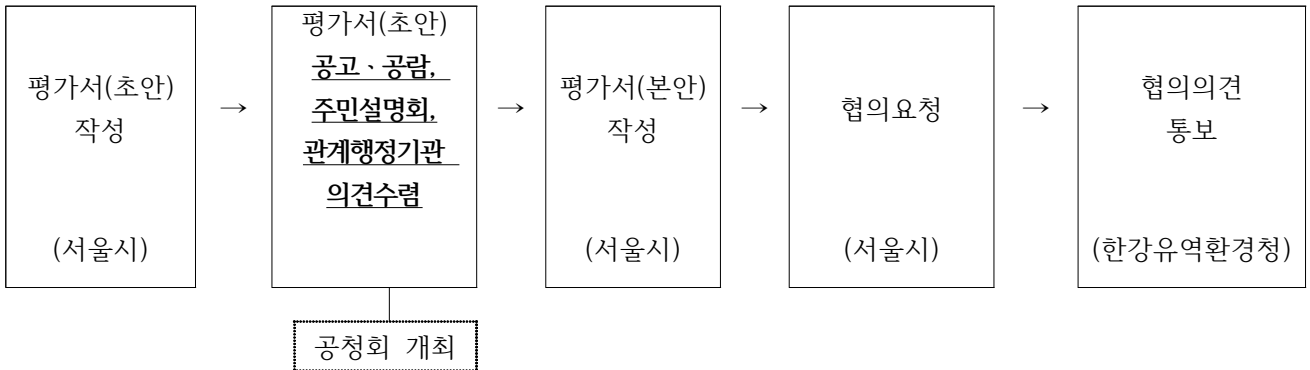 평가서(초안)
작성
(서울시)
→
평가서(초안)
공고ㆍ공람,
주민설명회,
관계행정기관
의견수렴
공청회 개최
→
평가서(본안)
작성
(서울시)
→
협의요청
(서울시)
→
협의의견
통보
(한강유역환경청)